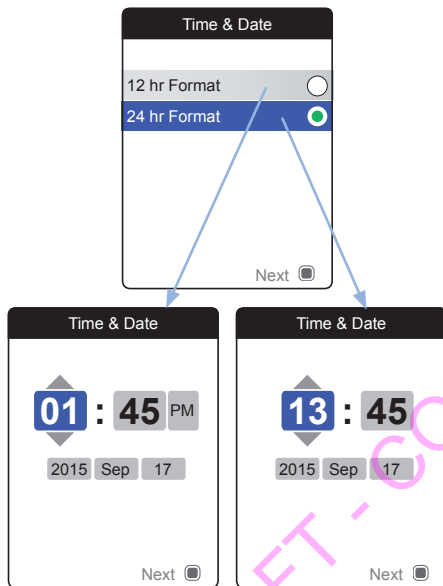 Time & Date
12 hr Format
24 hr Format
Next
Time & Date
01 : 45 PM
2015 Sep 17
Next
Time & Date
13 : 45
2015 Sep 17
Next